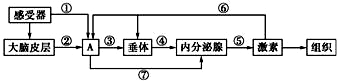 感受器 ① ⑥
大脑皮层 ② A ③ 垂体 ④ 内分泌腺 ⑤ 激素 组织
⑦